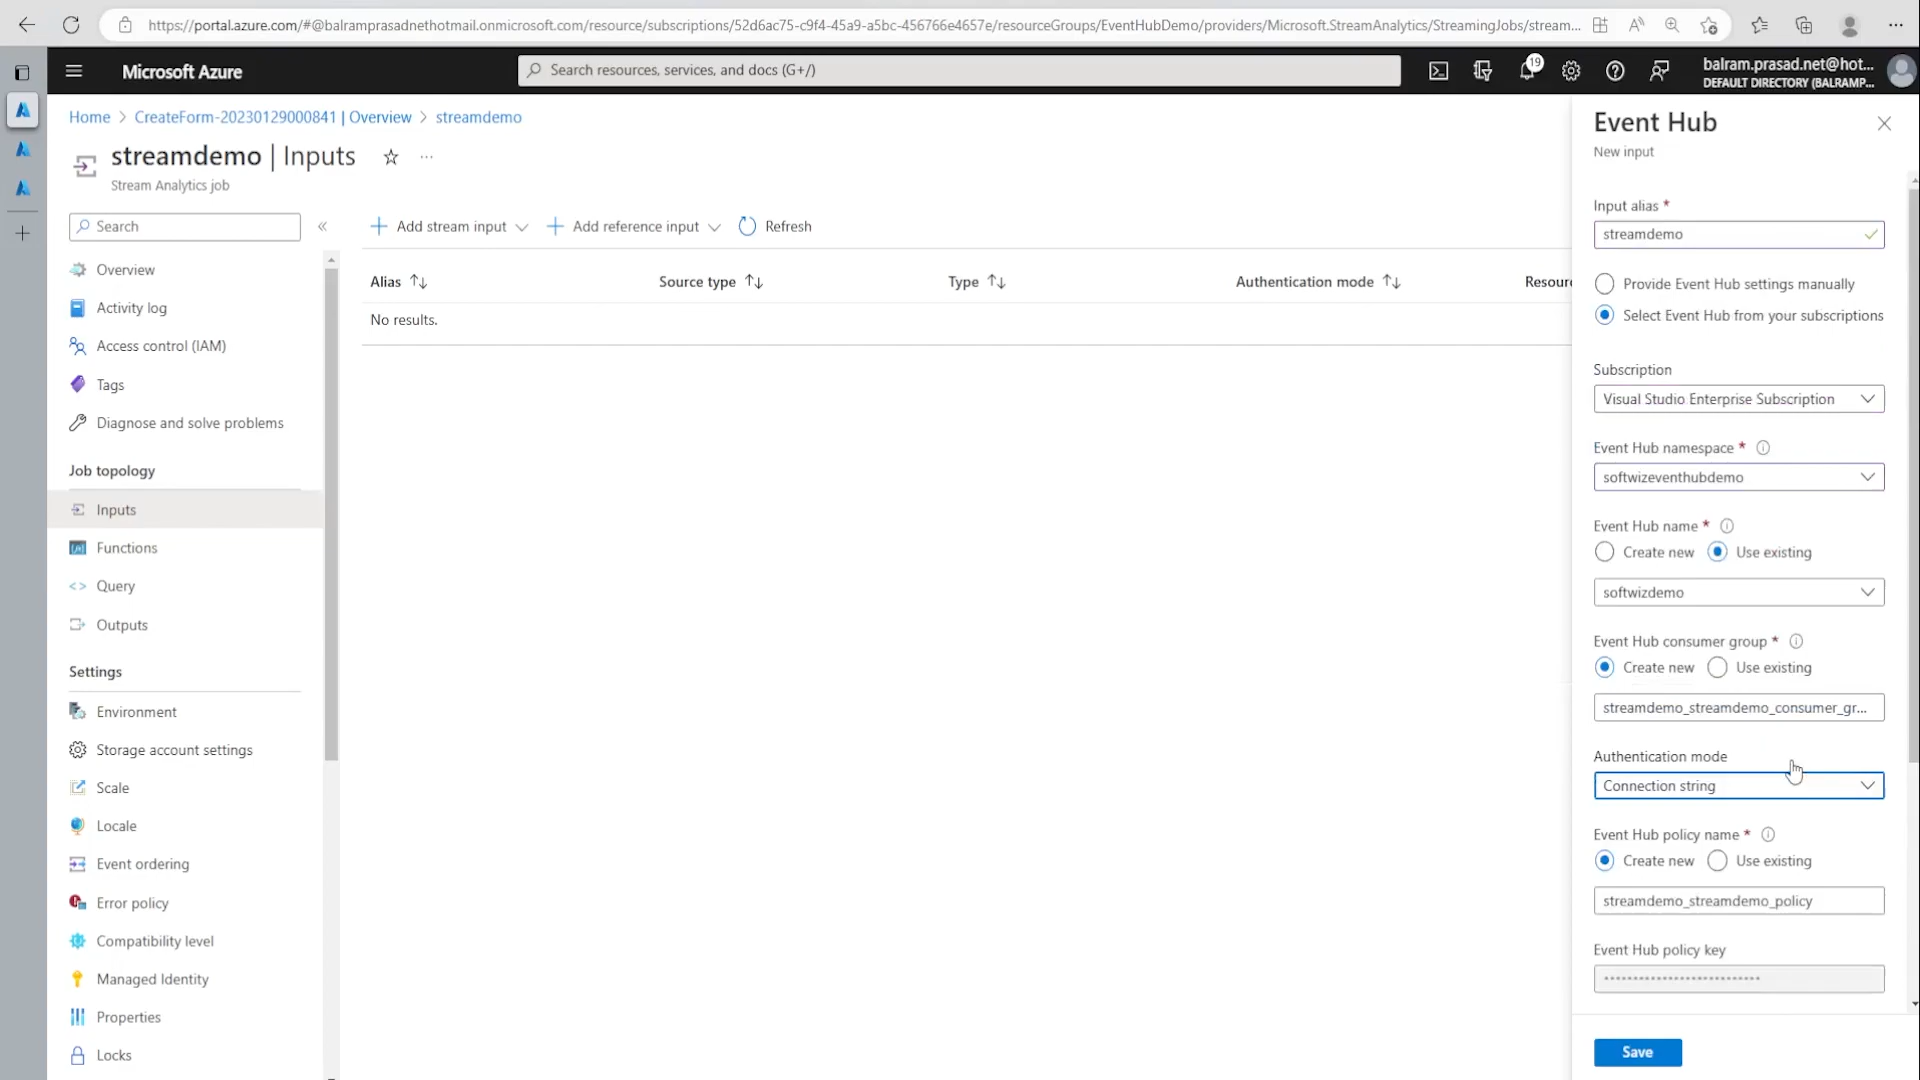 https://portal.azure.com/#@balramprasadnethotmail.onmicrosoft.com/resource/subscriptions/52d6ac75-c9f4-45a9-a5bc-456766e4657e/resourceGroups/EventHubDemo/providers/Microsoft.StreamAnalytics/StreamingJobs/stream...
Microsoft Azure
Search resources, services, and docs (G+/)
19
balram.prasad.net@hot...
DEFAULT DIRECTORY (BALRAMP...
Home > CreateForm-20230129000841 | Overview > streamdemo
streamdemo | Inputs
Stream Analytics job
Search
Overview
Activity log
Access control (IAM)
Tags
Diagnose and solve problems
Job topology
Inputs
Functions
Query
Outputs
Settings
Environment
Storage account settings
Scale
Locale
Event ordering
Error policy
Compatibility level
Managed Identity
Properties
Locks
Add stream input
Add reference input
Refresh
Alias
Source type
Type
Authentication mode
Resour
No results.
Event Hub
New input
Input alias *
streamdemo
Provide Event Hub settings manually
Select Event Hub from your subscriptions
Subscription
Visual Studio Enterprise Subscription
Event Hub namespace *
softwizeventhubdemo
Event Hub name *
Create new Use existing
softwizdemo
Event Hub consumer group *
Create new Use existing
streamdemo_streamdemo_consumer_gr...
Authentication mode
Connection string
Event Hub policy name *
Create new Use existing
streamdemo_streamdemo_policy
Event Hub policy key
Save